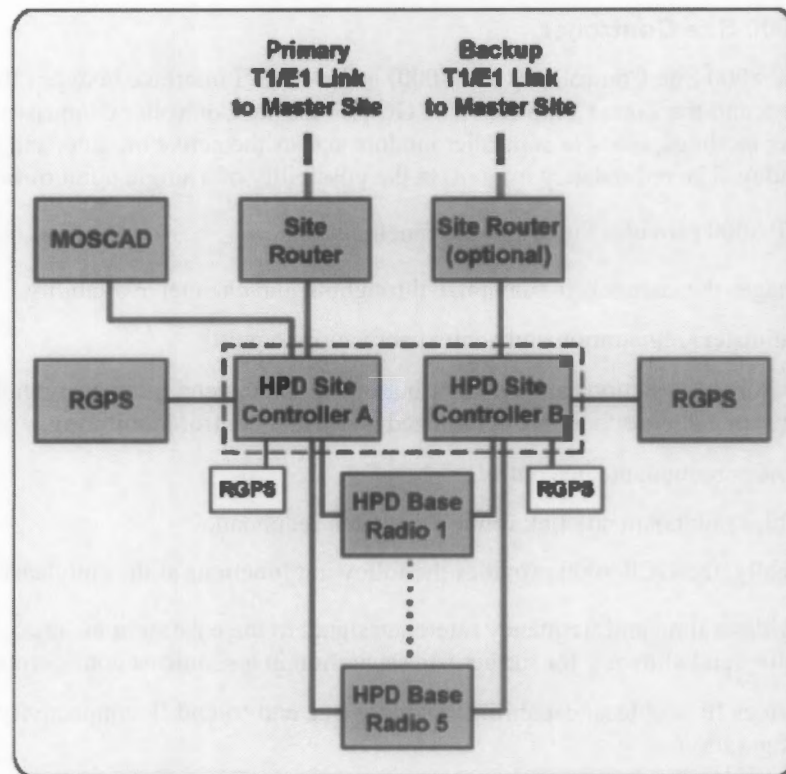 Primary
T1/E1 Link
to Master Site
Backup
T1/E1 Link
to Master Site
MOSCAD
Site
Router
Site Router
(optional)
RGPS
HPD Site
Controller A
HPD Site
Controller B
RGPS
RGPS
RGPS
HPD Base
Radio 1
HPD Base
Radio 5